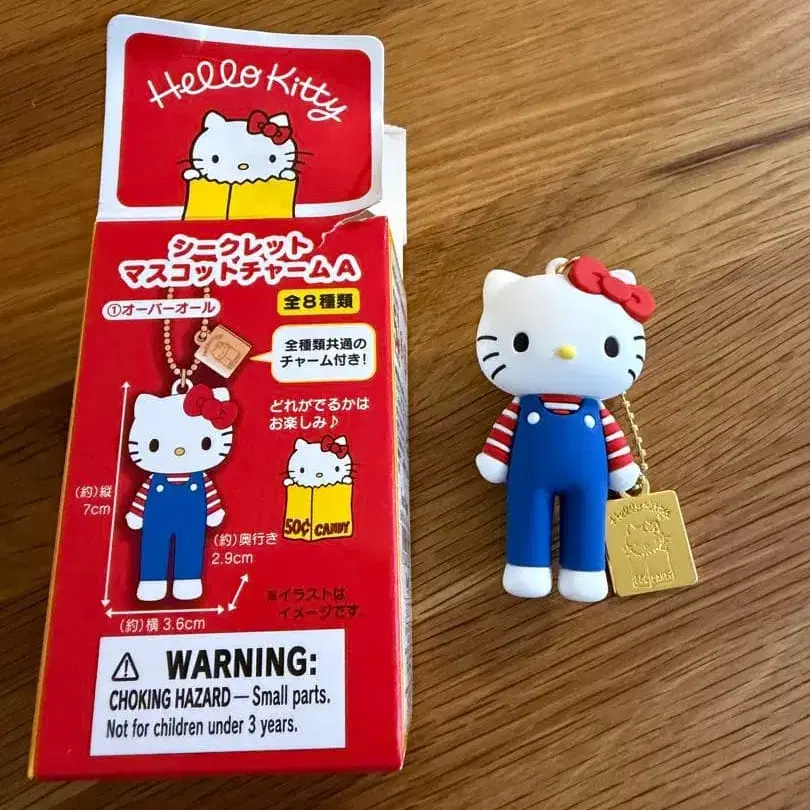 Hello Kitty
シークレット
マスコットチャームA
①オーバーオール
全8種類
全種類共通の
チャーム付き!
どれがでるかは
お楽しみ♪
50¢ CANDY
(約)縦
7cm
(約)奥行き
2.9cm
(約)横 3.6cm
※イラストは
イメージです。
WARNING:
CHOKING HAZARD — Small parts.
Not for children under 3 years.
Hello Kitty